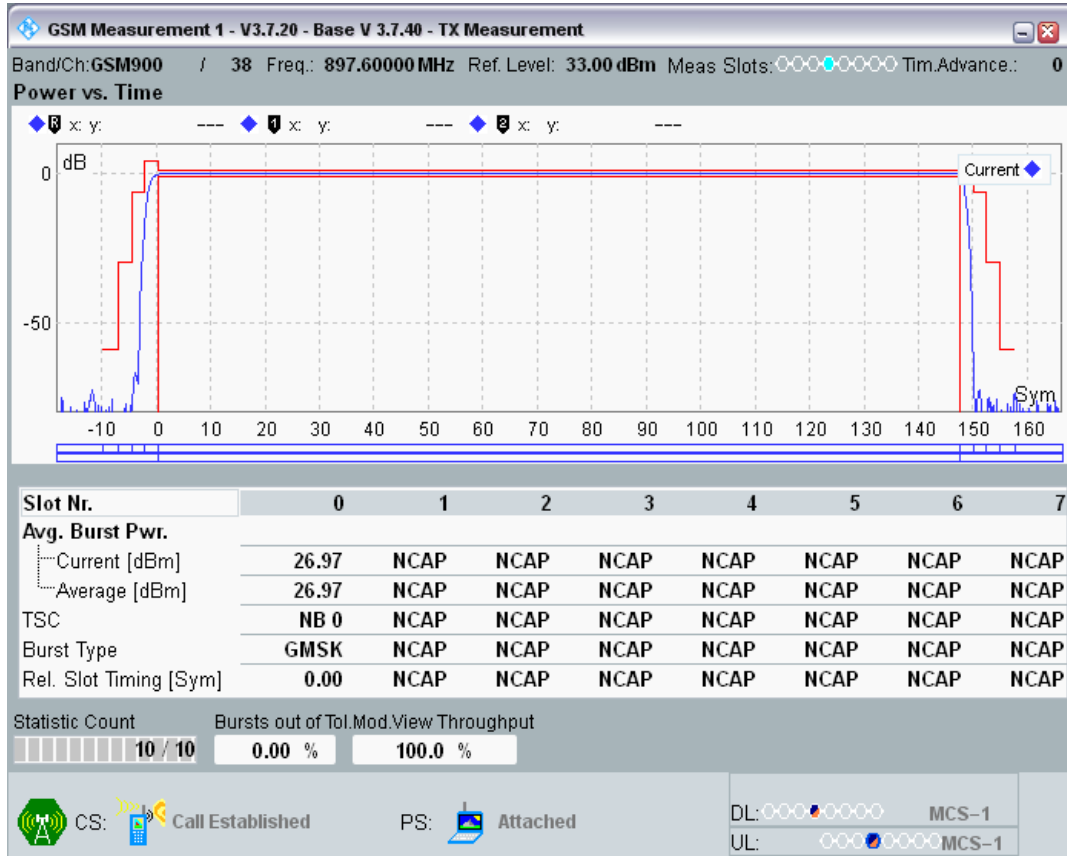 GSM Measurement 1 - V3.7.20 - Base V 3.7.40 - TX Measurement
Band/Ch:GSM900 / 38 Freq.: 897.60000 MHz Ref. Level: 33.00 dBm Meas Slots: Tim.Advance.: 0
Power vs. Time
R x: y: --- 1 x: y: --- 2 x: y: ---
dB
Current
0
-50
Sym
-10 0 10 20 30 40 50 60 70 80 90 100 110 120 130 140 150 160
Slot Nr. 0 1 2 3 4 5 6 7
Avg. Burst Pwr.
Current [dBm] 26.97 NCAP NCAP NCAP NCAP NCAP NCAP NCAP
Average [dBm] 26.97 NCAP NCAP NCAP NCAP NCAP NCAP NCAP
TSC NB 0 NCAP NCAP NCAP NCAP NCAP NCAP NCAP
Burst Type GMSK NCAP NCAP NCAP NCAP NCAP NCAP NCAP
Rel. Slot Timing [Sym] 0.00 NCAP NCAP NCAP NCAP NCAP NCAP NCAP
Statistic Count Bursts out of Tol. Mod.View Throughput
10 / 10 0.00 % 100.0 %
CS: Call Established PS: Attached
DL: MCS-1
UL: MCS-1